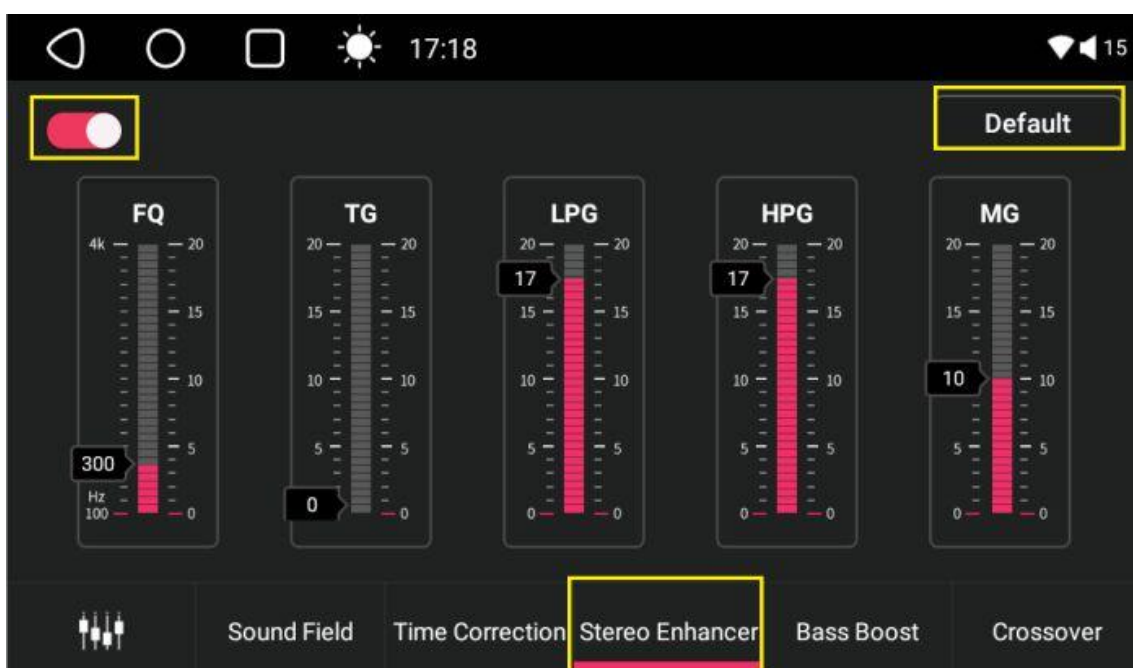 17:18 15
Default
FQ TG LPG HPG MG
4k 20 20 20 20 20 20 20 20 20
17 17
15 15 15 15 15 15 15 15 15
10 10 10 10 10 10 10 10 10 10
5 5 5 5 5 5 5 5 5
300
Hz
0
100 0 0 0 0 0 0 0
Sound Field Time Correction Stereo Enhancer Bass Boost Crossover